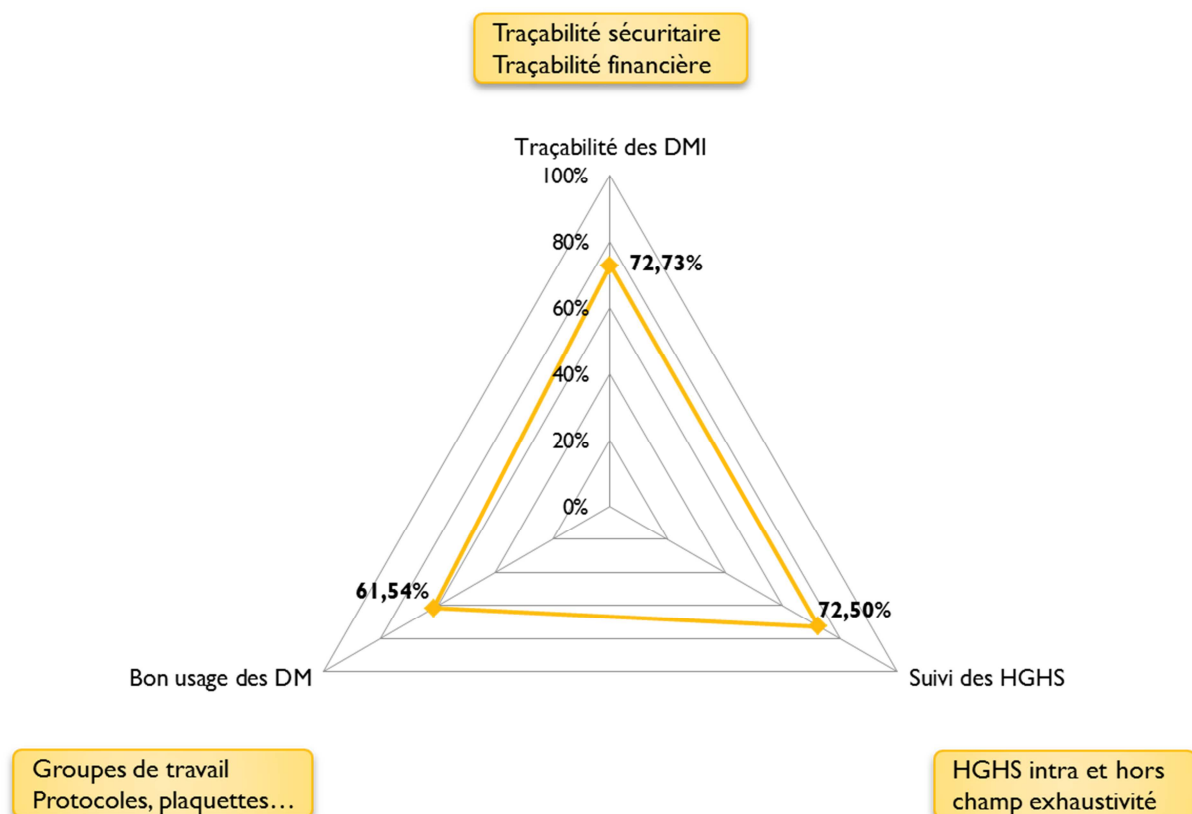 Traçabilité sécuritaire
Traçabilité financière
Traçabilité des DMI
100%
80%
72,73%
60%
40%
20%
0%
61,54%
72,50%
Bon usage des DM
Suivi des HGHS
Groupes de travail
Protocoles, plaquettes…
HGHS intra et hors
champ exhaustivité